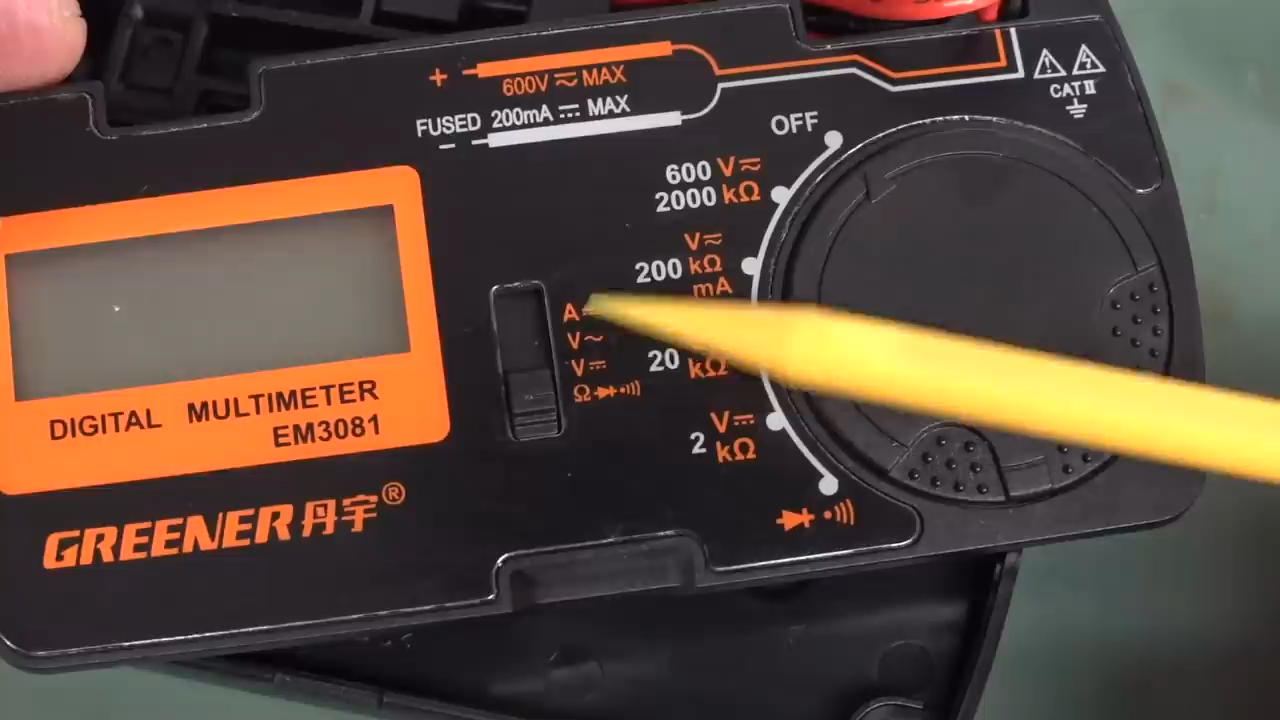 + 600V ⎓∼ MAX
FUSED 200mA ⎓ MAX
−
CAT II
OFF
600 V≂
2000 kΩ
V≂
200 kΩ
mA
20 kΩ
V⎓
2 kΩ
A
V∼
V⎓
Ω
DIGITAL MULTIMETER
EM3081
GREENER 丹宇®